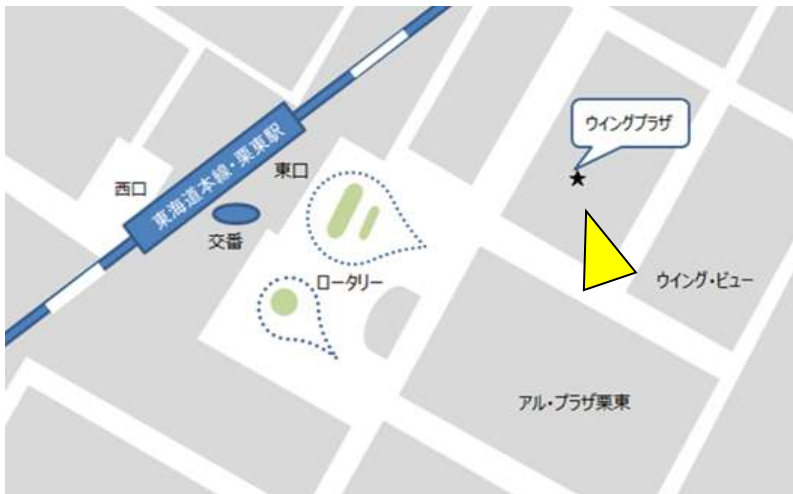 ウイングプラザ
東海道本線・栗東駅
東口
西口
交番
ロータリー
ウイング・ビュー
アル・プラザ栗東